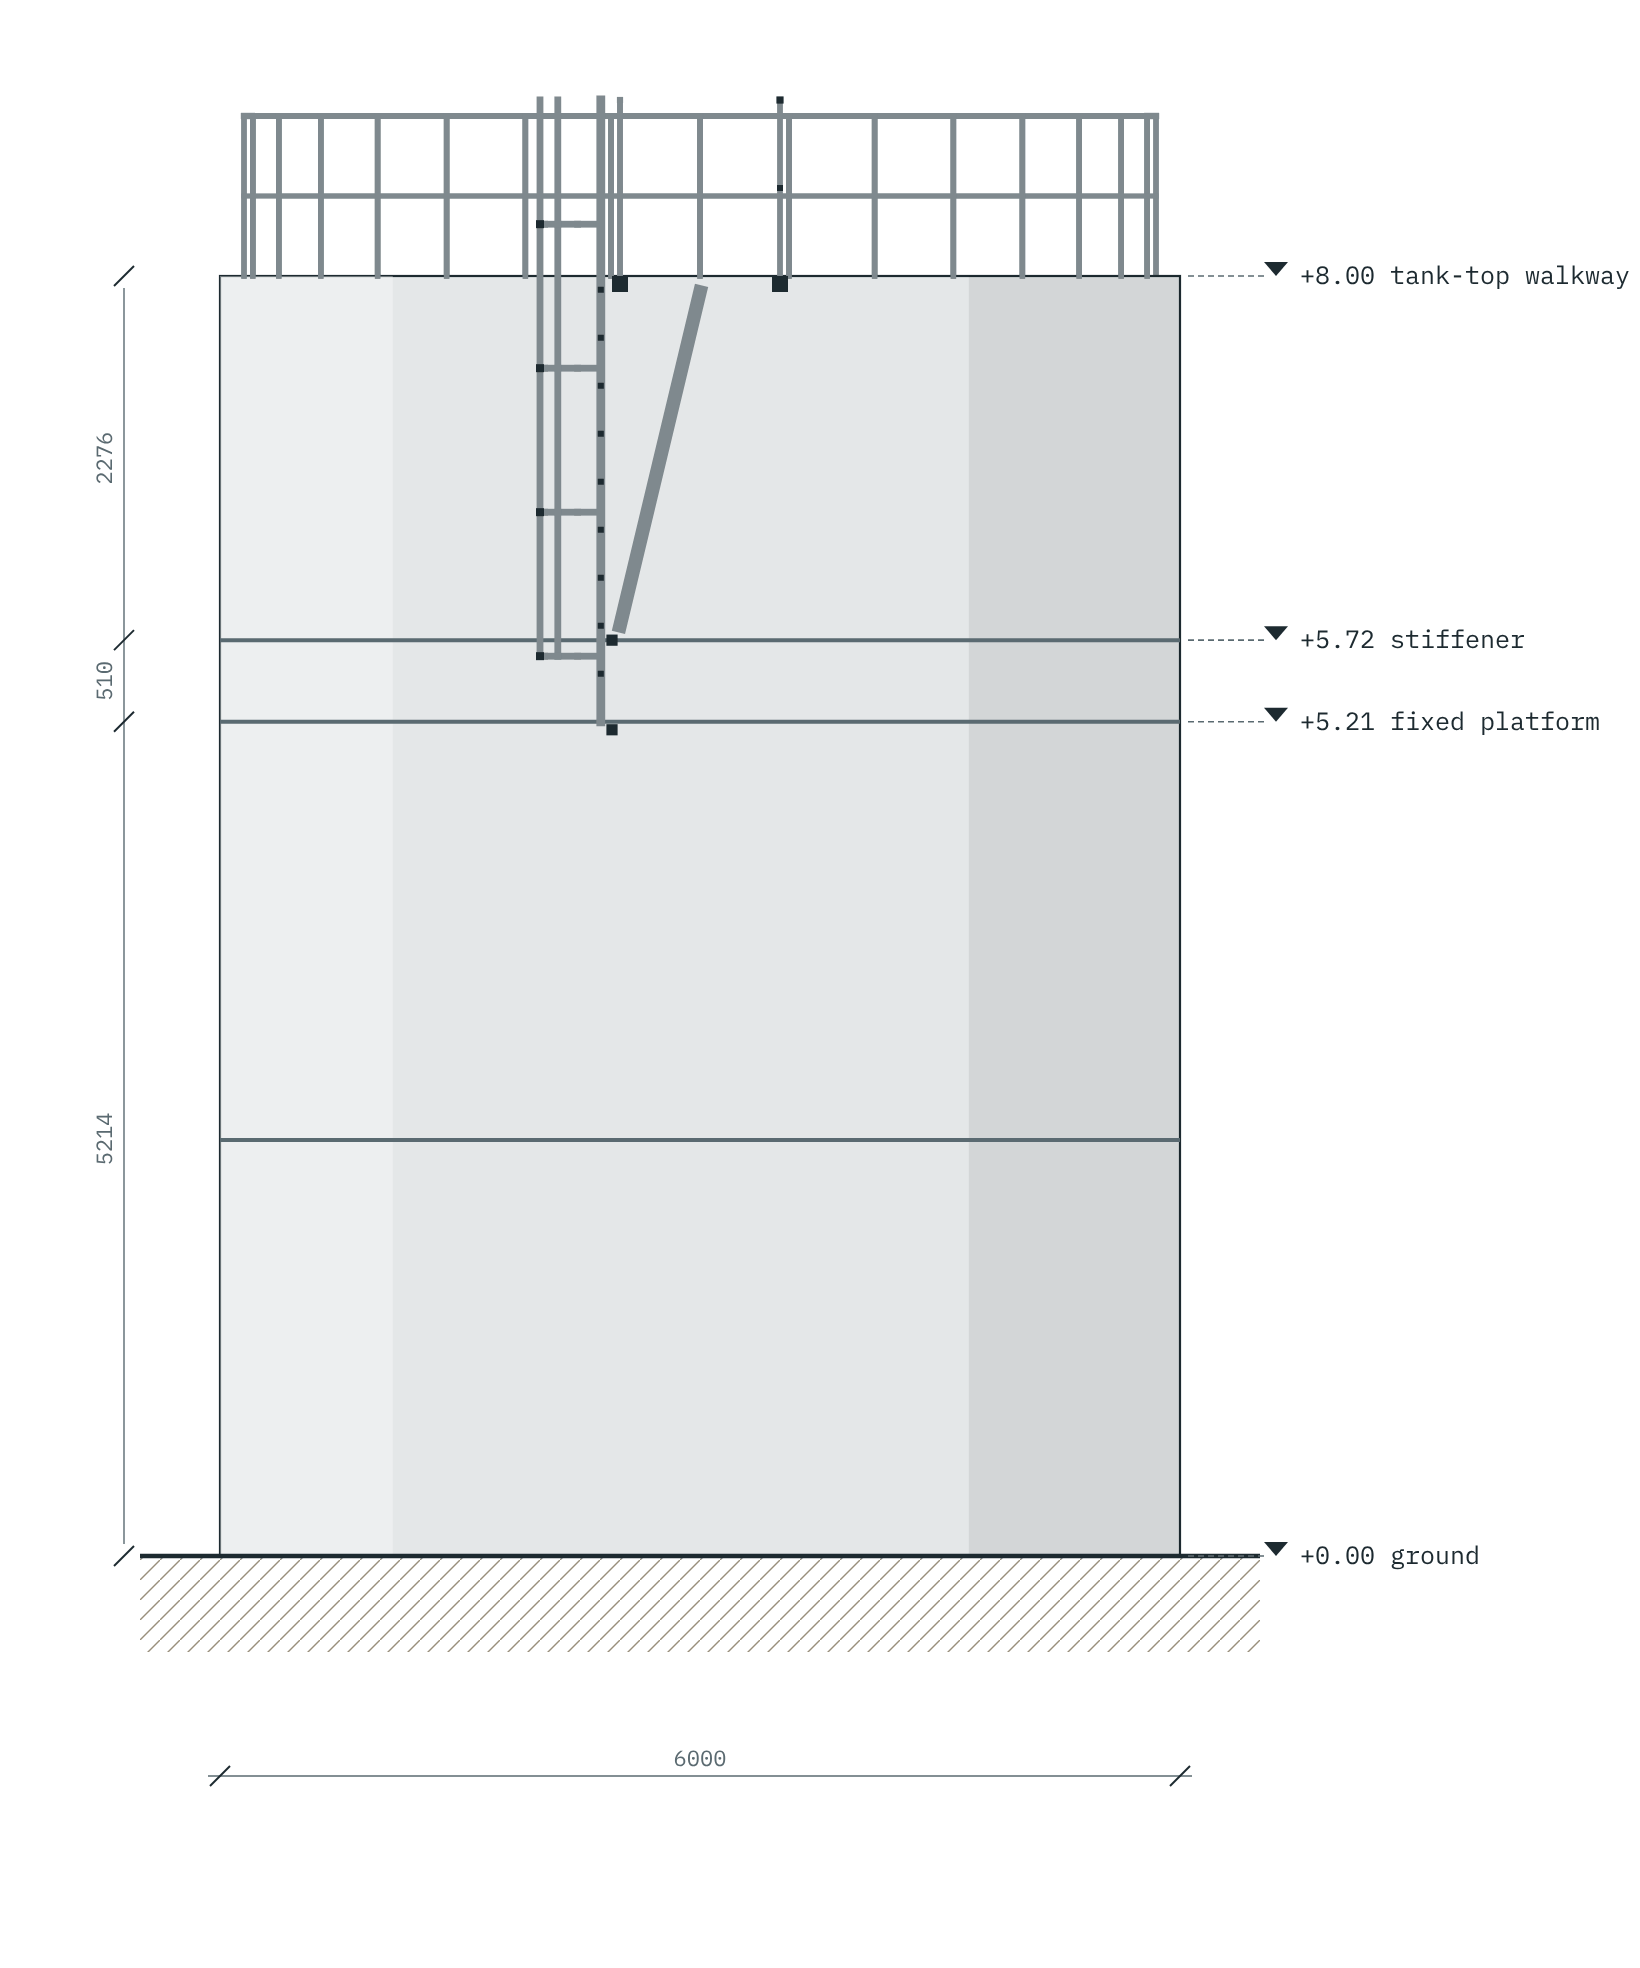 +8.00 tank-top walkway
2276
+5.72 stiffener
510
+5.21 fixed platform
5214
+0.00 ground
6000